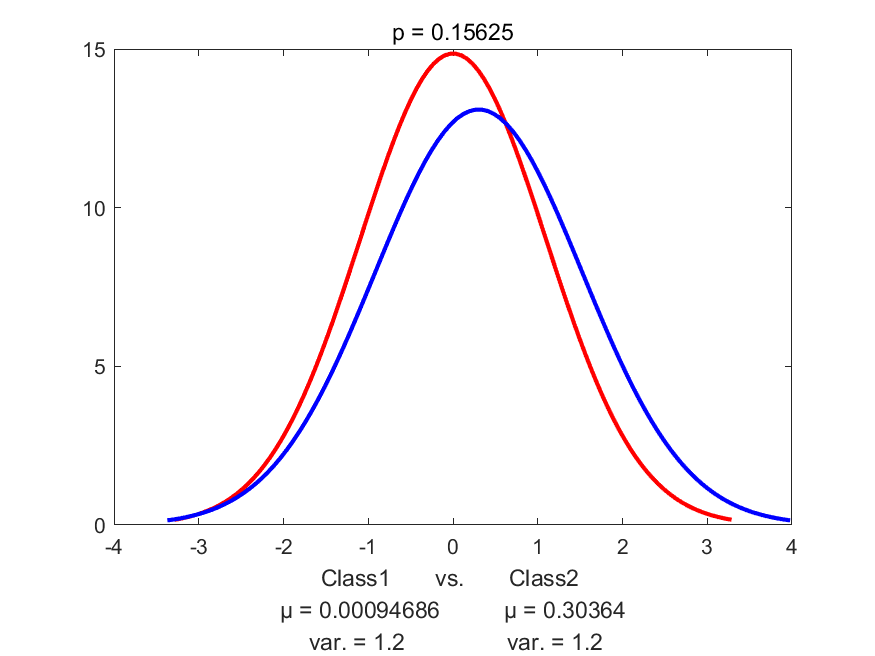 p = 0.15625
15
10
5
0
-4 -3 -2 -1 0 1 2 3 4
Class1 vs. Class2
μ = 0.00094686 μ = 0.30364
var. = 1.2 var. = 1.2